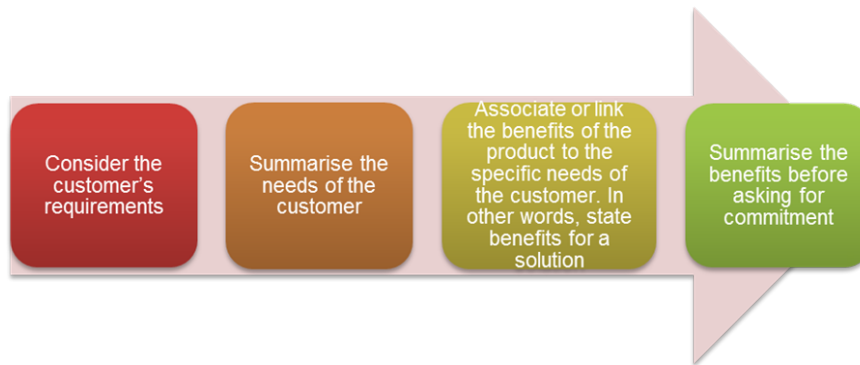 Consider the
customer's
requirements
Summarise the
needs of the
customer
Associate or link
the benefits of the
product to the
specific needs of
the customer. In
other words, state
benefits for a
solution
Summarise the
benefits before
asking for
commitment